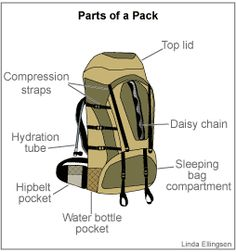 Parts of a Pack
Top lid
Compression
straps
Daisy chain
Hydration
tube
Sleeping
bag
compartment
Hipbelt
pocket
Water bottle
pocket
Linda Ellingsen